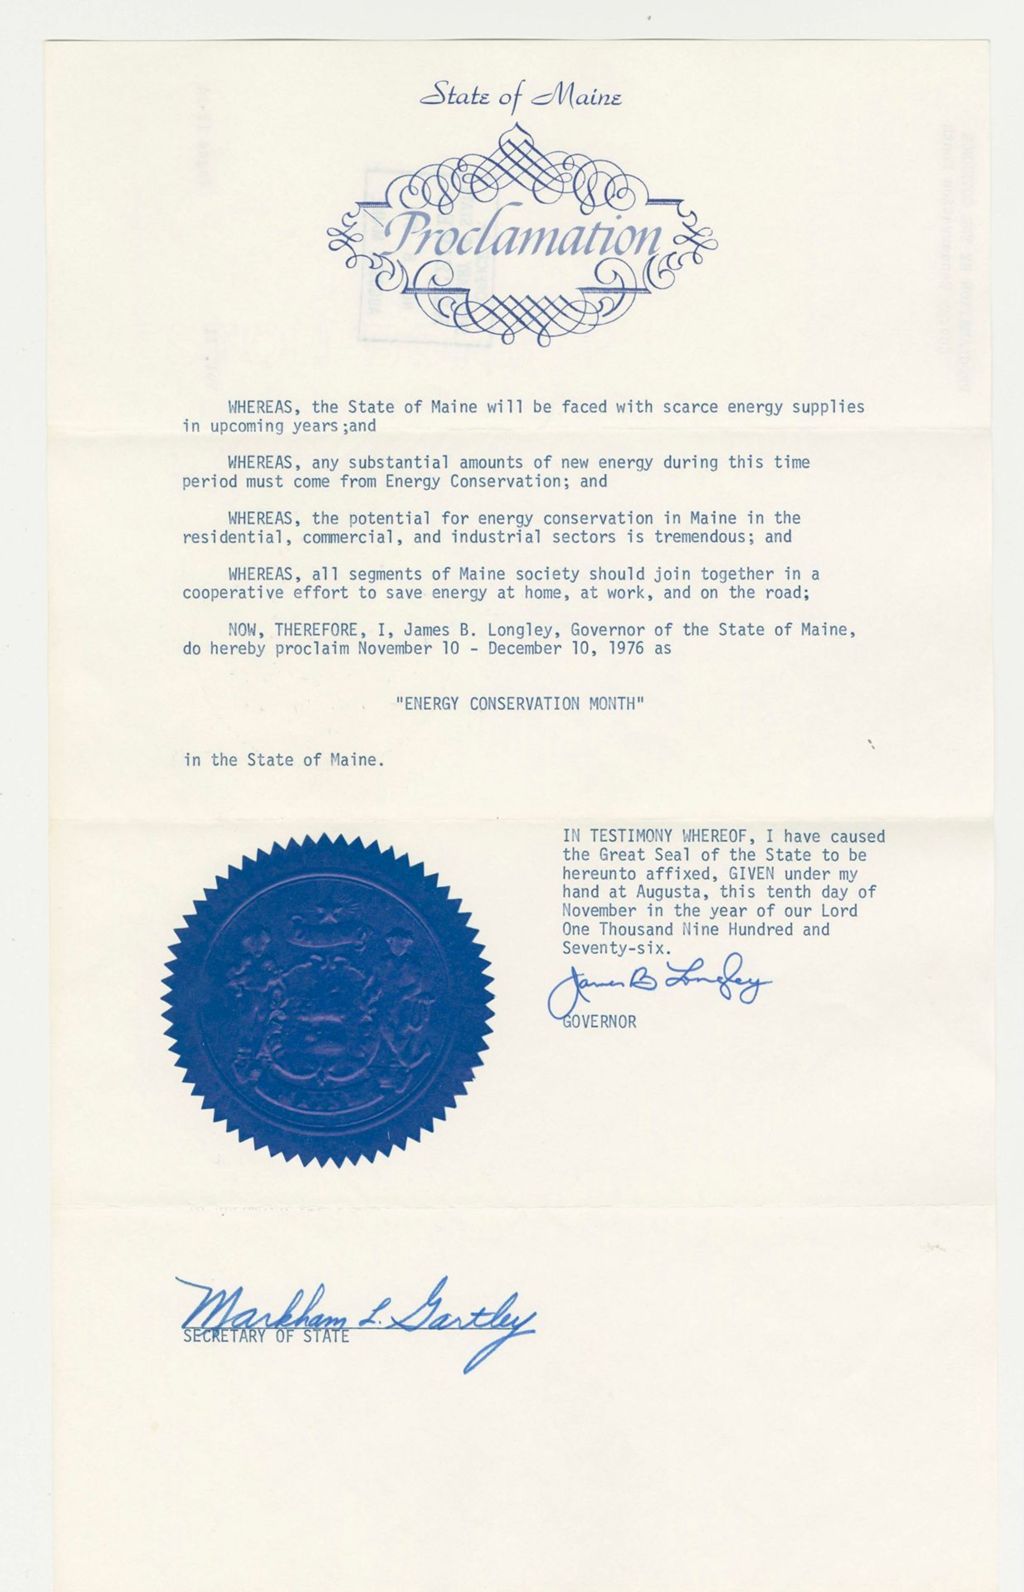 State of Maine
Proclamation
WHEREAS, the State of Maine will be faced with scarce energy supplies
in upcoming years;and
WHEREAS, any substantial amounts of new energy during this time
period must come from Energy Conservation; and
WHEREAS, the potential for energy conservation in Maine in the
residential, commercial, and industrial sectors is tremendous; and
WHEREAS, all segments of Maine society should join together in a
cooperative effort to save energy at home, at work, and on the road;
NOW, THEREFORE, I, James B. Longley, Governor of the State of Maine,
do hereby proclaim November 10 - December 10, 1976 as
"ENERGY CONSERVATION MONTH"
in the State of Maine.
IN TESTIMONY WHEREOF, I have caused
the Great Seal of the State to be
hereunto affixed, GIVEN under my
hand at Augusta, this tenth day of
November in the year of our Lord
One Thousand Nine Hundred and
Seventy-six.
James B Longley
GOVERNOR
Markham L. Gartley
SECRETARY OF STATE